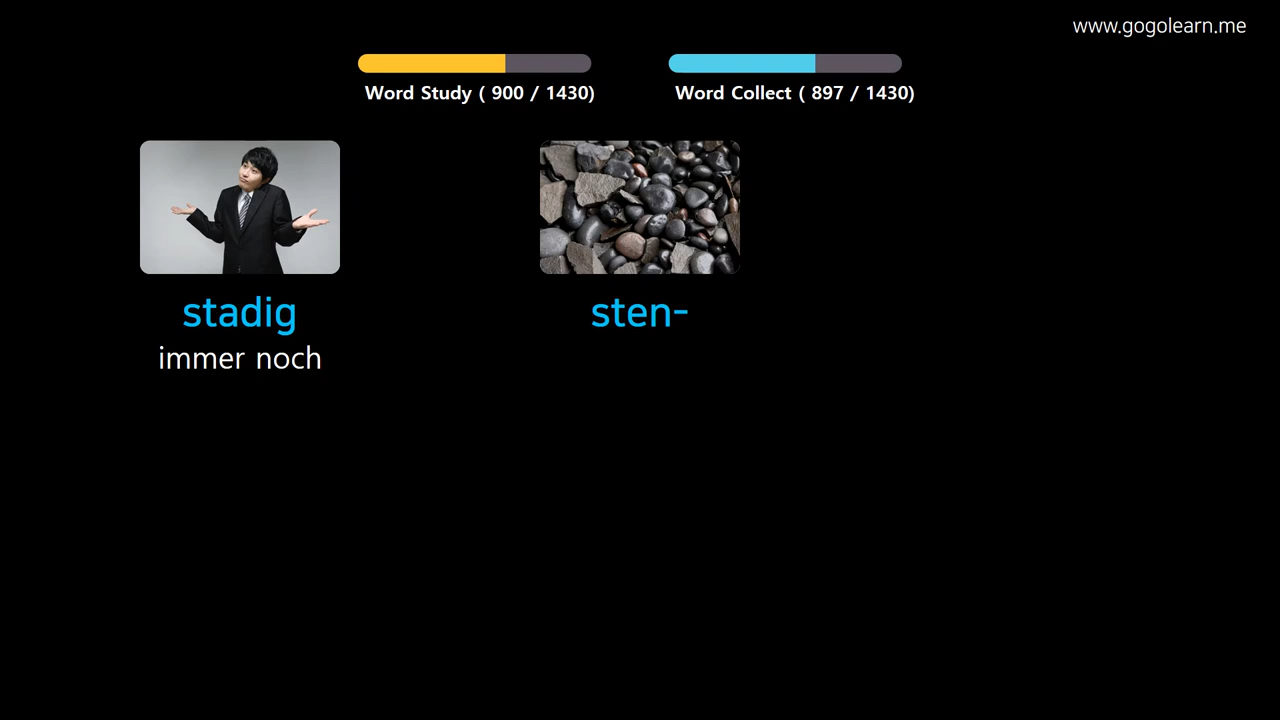 www.gogolearn.me
Word Study ( 900 / 1430)
Word Collect ( 897 / 1430)
stadig
immer noch
sten-